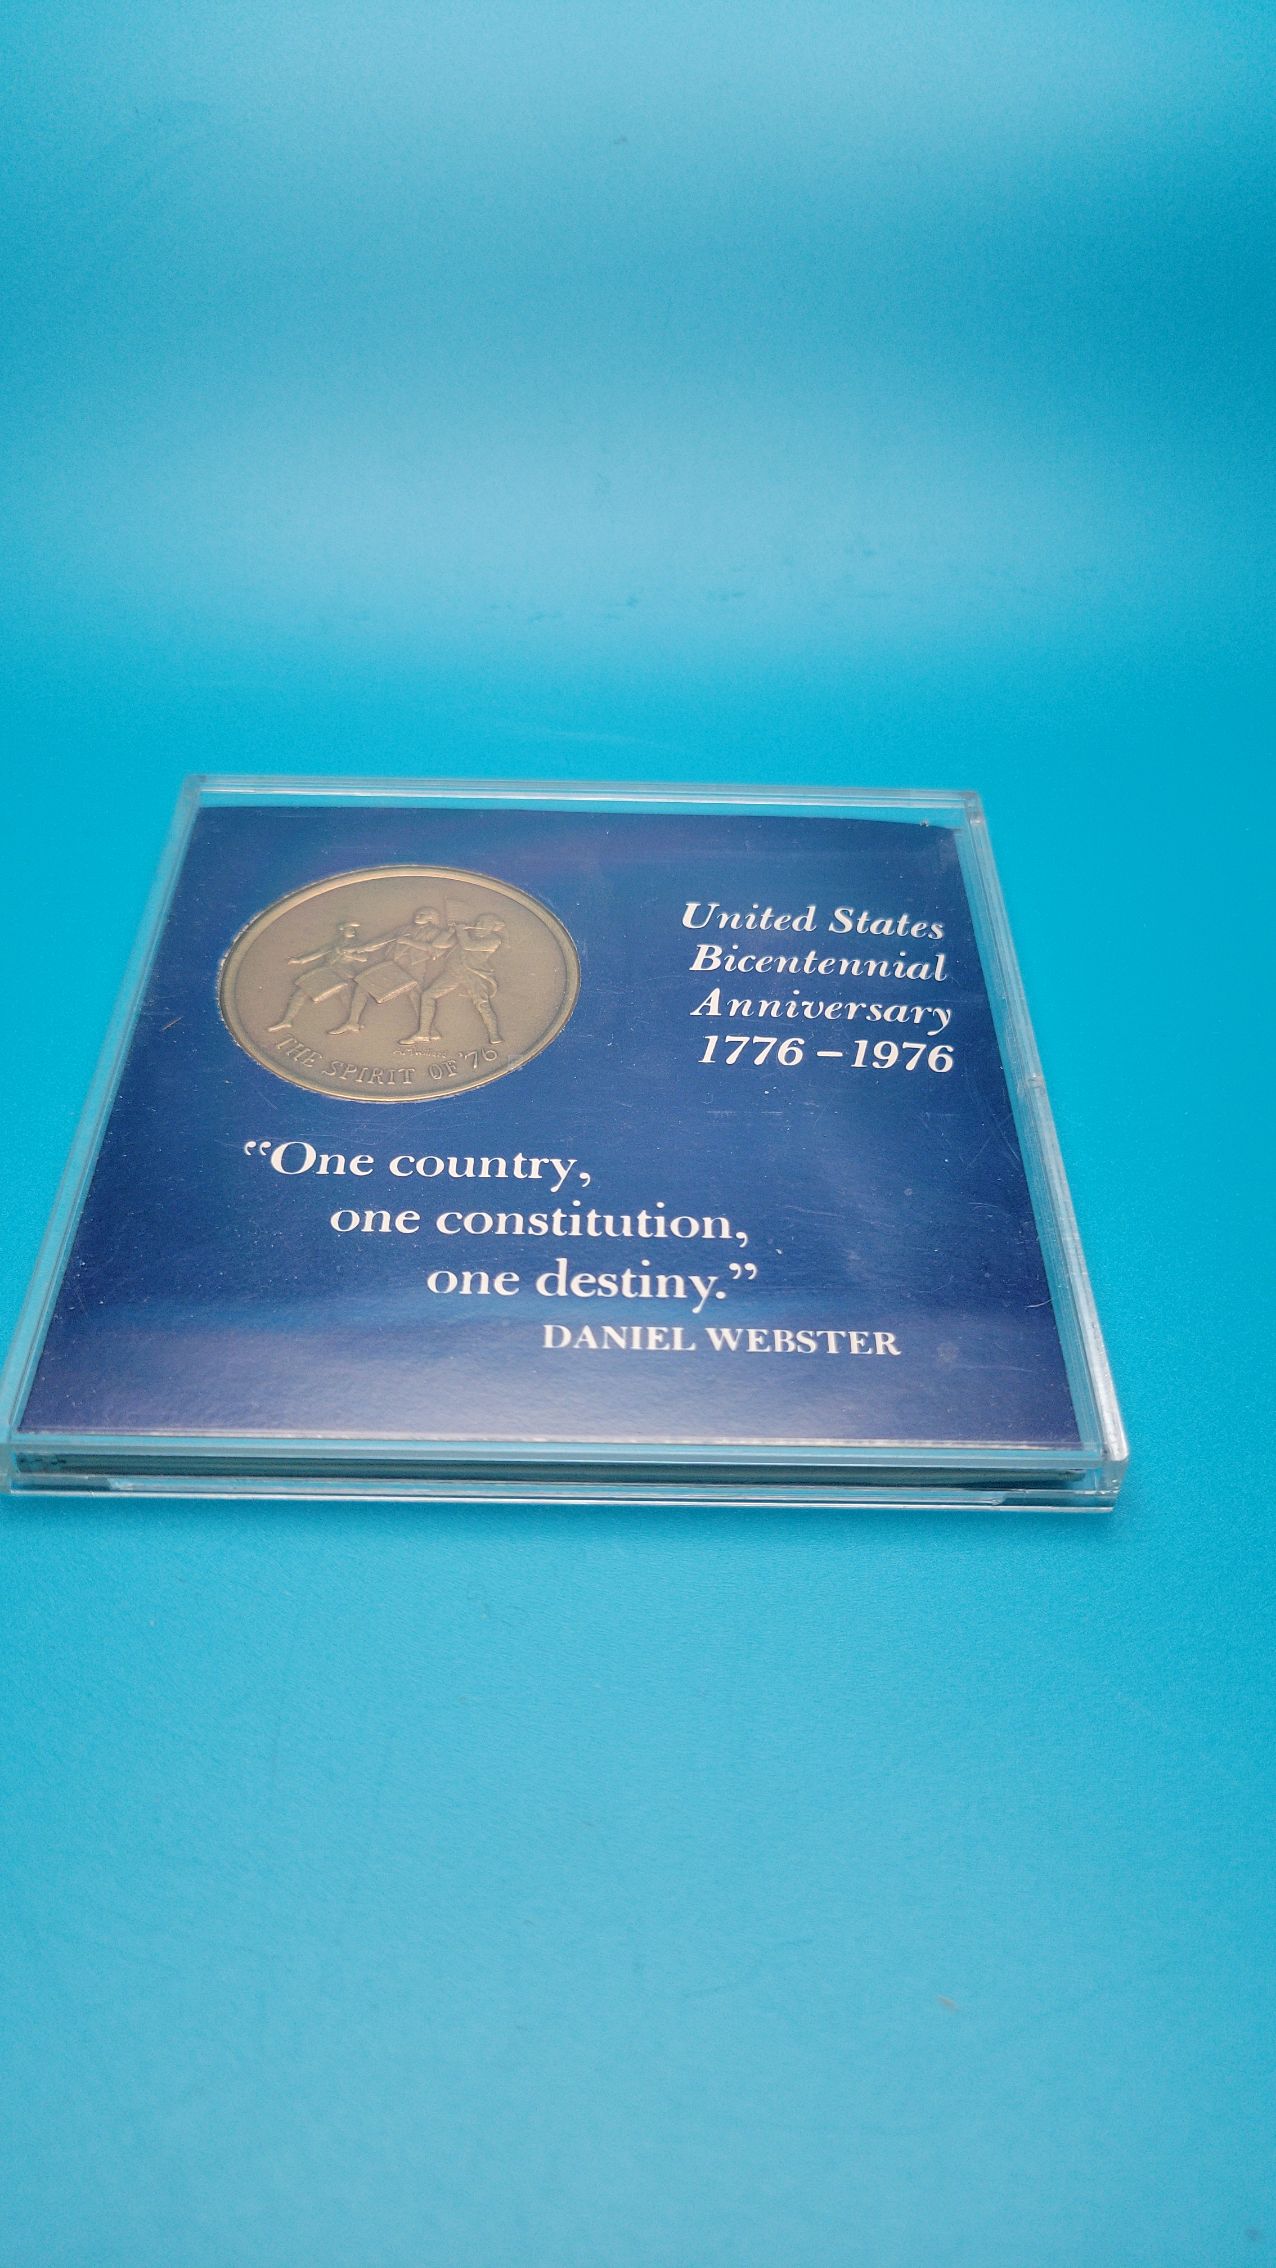 THE SPIRIT OF '76
United States
Bicentennial
Anniversary
1776 – 1976
“One country,
one constitution,
one destiny.”
DANIEL WEBSTER